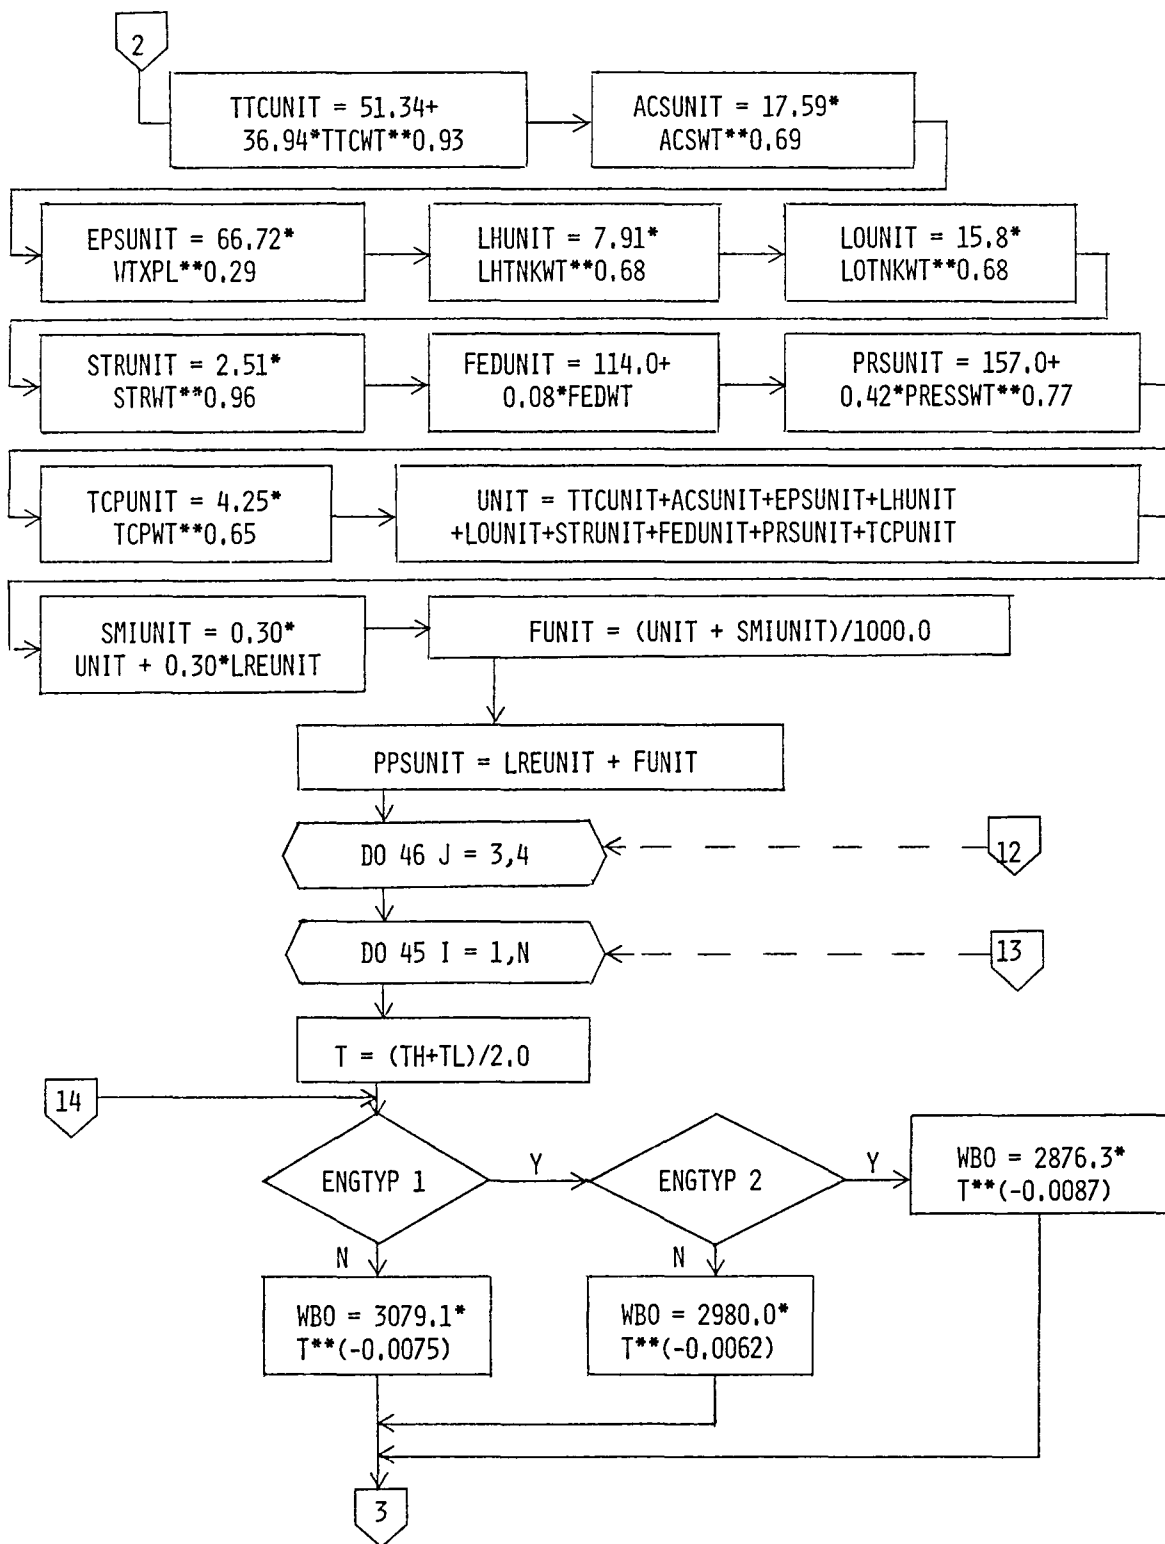 2
TTCUNIT = 51.34+
36.94*TTCWT**0.93
ACSUNIT = 17.59*
ACSWT**0.69
EPSUNIT = 66.72*
WTXPL**0.29
LHUNIT = 7.91*
LHTNKWT**0.68
LOUNIT = 15.8*
LOTNKWT**0.68
STRUNIT = 2.51*
STRWT**0.96
FEDUNIT = 114.0+
0.08*FEDWT
PRSUNIT = 157.0+
0.42*PRESSWT**0.77
TCPUNIT = 4.25*
TCPWT**0.65
UNIT = TTCUNIT+ACSUNIT+EPSUNIT+LHUNIT
+LOUNIT+STRUNIT+FEDUNIT+PRSUNIT+TCPUNIT
SMIUNIT = 0.30*
UNIT + 0.30*LREUNIT
FUNIT = (UNIT + SMIUNIT)/1000.0
PPSUNIT = LREUNIT + FUNIT
DO 46 J = 3,4
12
DO 45 I = 1,N
13
T = (TH+TL)/2.0
14
ENGTYP 1
Y
ENGTYP 2
Y
WBO = 2876.3*
T**(-0.0087)
N
N
WBO = 3079.1*
T**(-0.0075)
WBO = 2980.0*
T**(-0.0062)
3